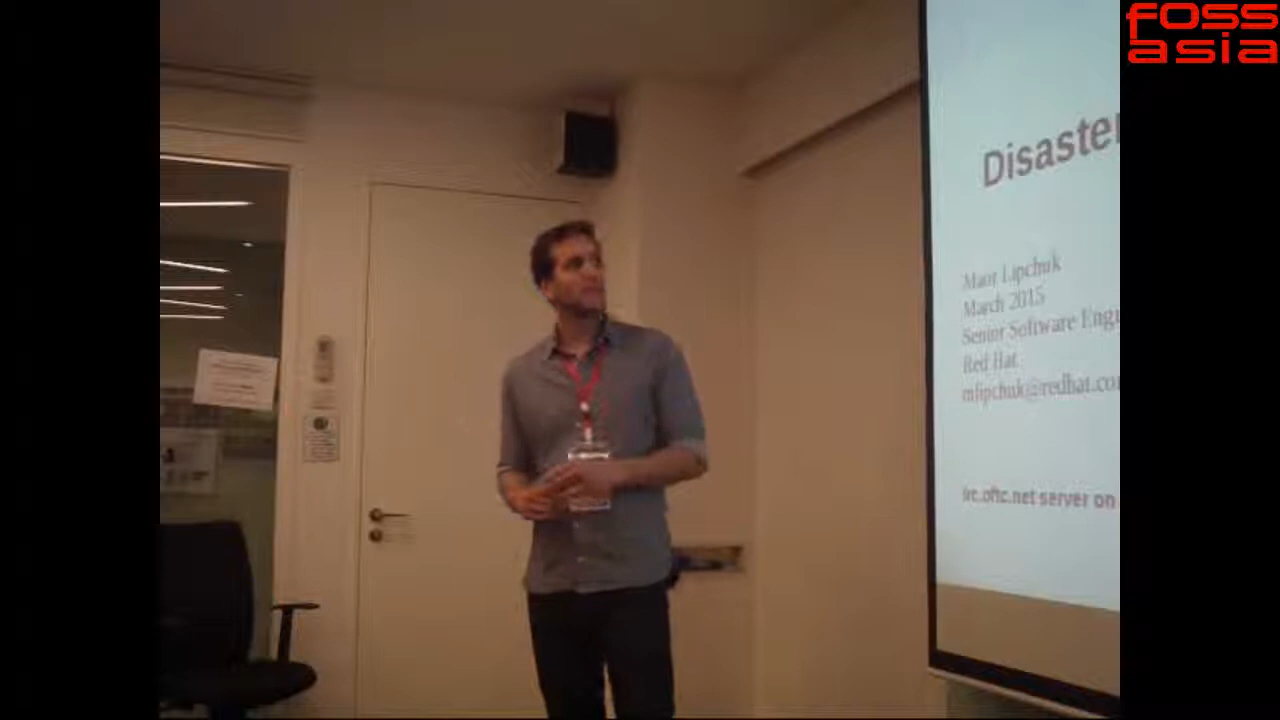 foss
asia
Disaster
Maor Lipchuk
March 2015
Senior Software Engi
Red Hat
mlipchuk@redhat.co
irc.oftc.net server on